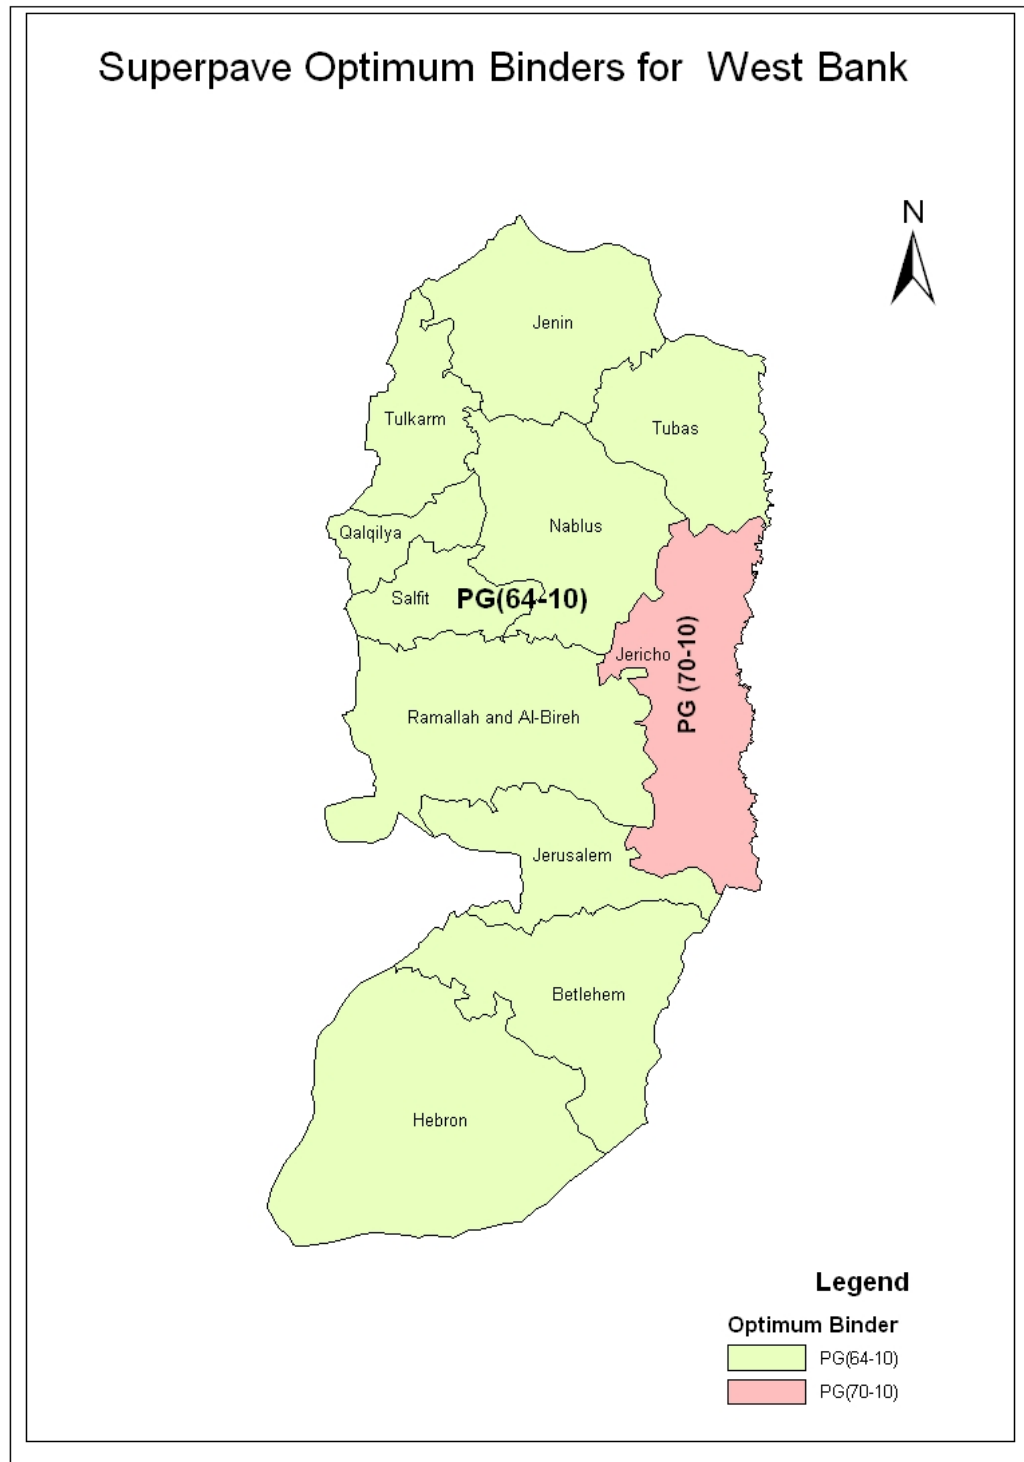 Superpave Optimum Binders for West Bank
N
Jenin
Tulkarm
Tubas
Nablus
Qalqilya
Salfit
PG(64-10)
Jericho
PG (70-10)
Ramallah and Al-Bireh
Jerusalem
Betlehem
Hebron
Legend
Optimum Binder
PG(64-10)
PG(70-10)